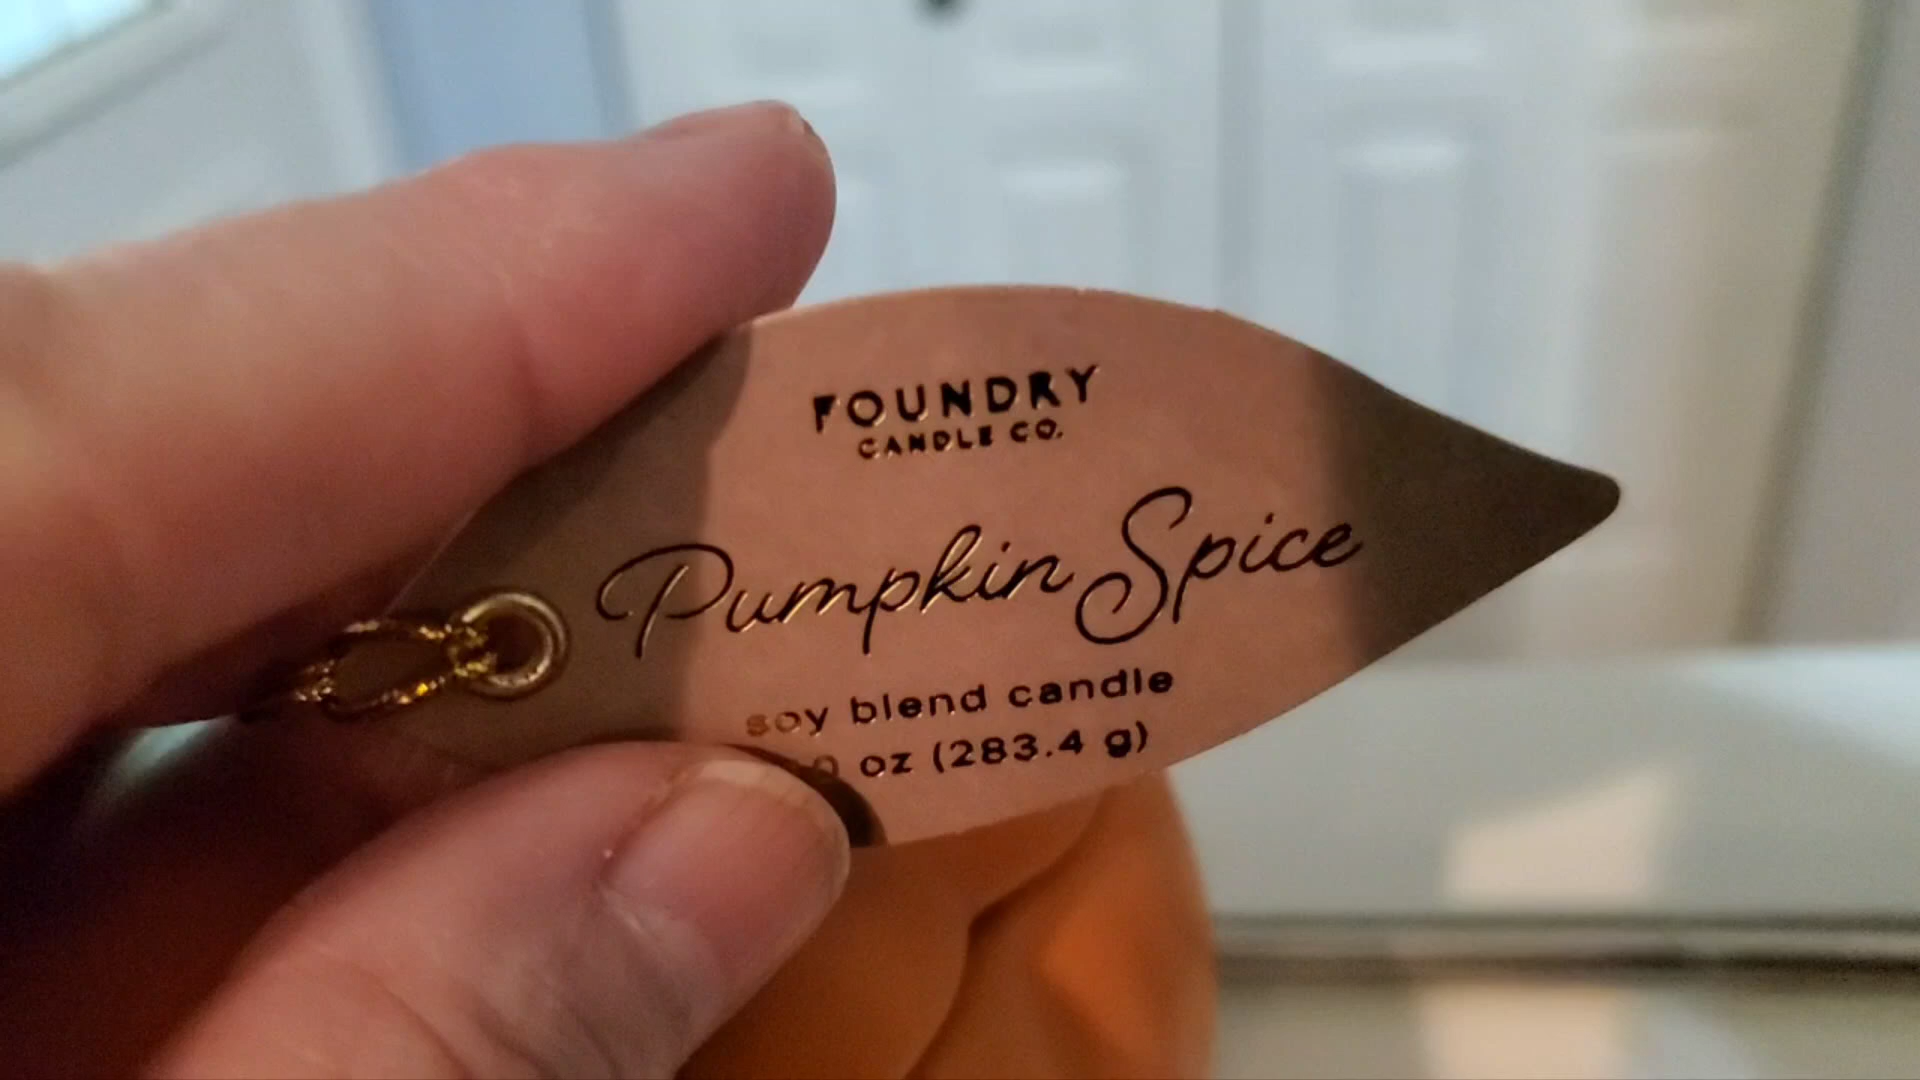 FOUNDRY
CANDLE CO.
Pumpkin Spice
soy blend candle
oz (283.4 g)